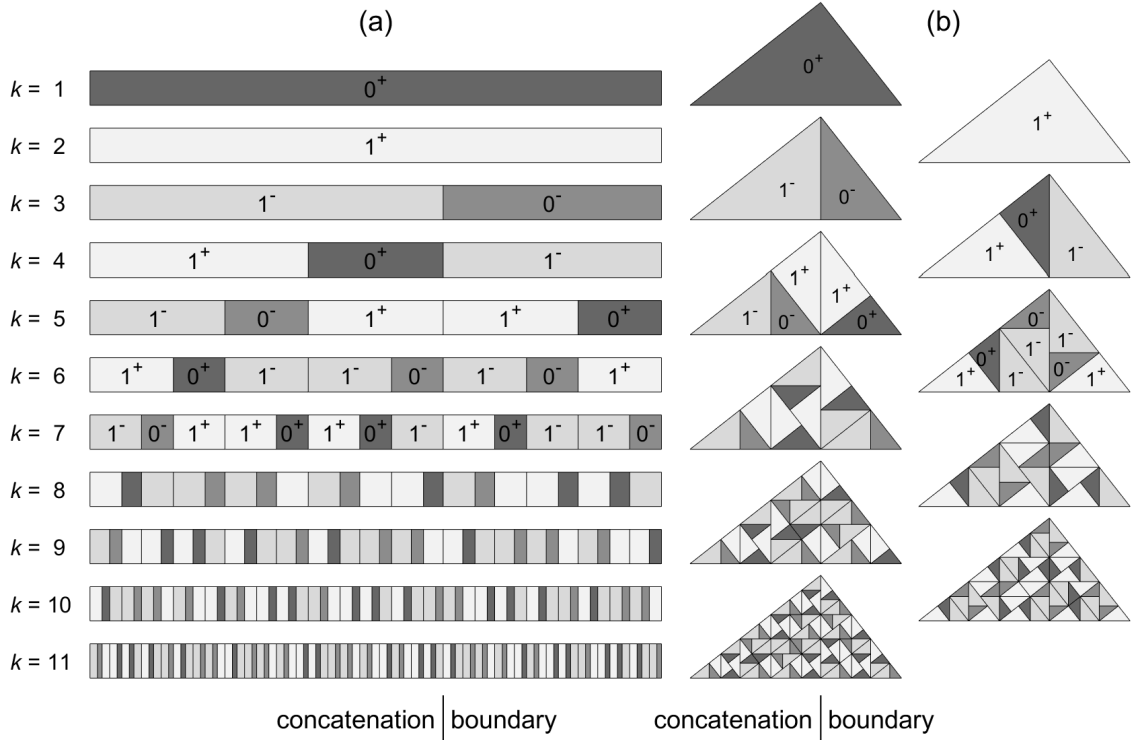 (a) (b)
k = 1 0⁺ 0⁺
k = 2 1⁺ 1⁺
k = 3 1⁻ 0⁻ 1⁻ 0⁻
k = 4 1⁺ 0⁺ 1⁻ 1⁺ 0⁺ 1⁻
k = 5 1⁻ 0⁻ 1⁺ 1⁺ 0⁺ 1⁻ 0⁻ 1⁺ 1⁺ 0⁺
k = 6 1⁺ 0⁺ 1⁻ 1⁻ 0⁻ 1⁻ 0⁻ 1⁺ 1⁺ 0⁺ 1⁻ 1⁻ 0⁻ 1⁻ 0⁻ 1⁺
k = 7 1⁻ 0⁻ 1⁺ 1⁺ 0⁺ 1⁺ 0⁺ 1⁻ 1⁺ 0⁺ 1⁻ 1⁻ 0⁻
k = 8
k = 9
k = 10
k = 11
concatenation boundary concatenation boundary